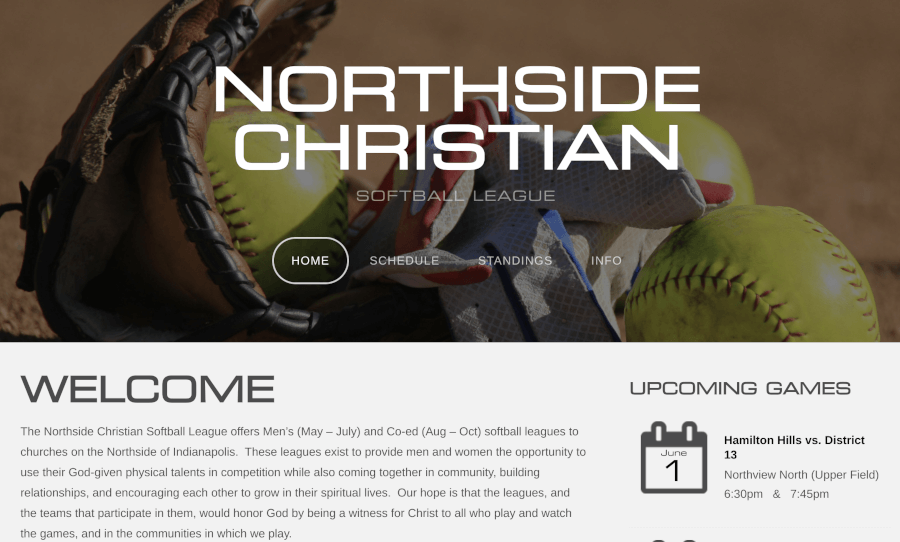 NORTHSIDE
CHRISTIAN
SOFTBALL LEAGUE
HOME SCHEDULE STANDINGS INFO
WELCOME
The Northside Christian Softball League offers Men's (May – July) and Co-ed (Aug – Oct) softball leagues to
churches on the Northside of Indianapolis.  These leagues exist to provide men and women the opportunity to
use their God-given physical talents in competition while also coming together in community, building
relationships, and encouraging each other to grow in their spiritual lives.  Our hope is that the leagues, and
the teams that participate in them, would honor God by being a witness for Christ to all who play and watch
the games, and in the communities in which we play.
UPCOMING GAMES
June
1
Hamilton Hills vs. District
13
Northview North (Upper Field)
6:30pm   &   7:45pm